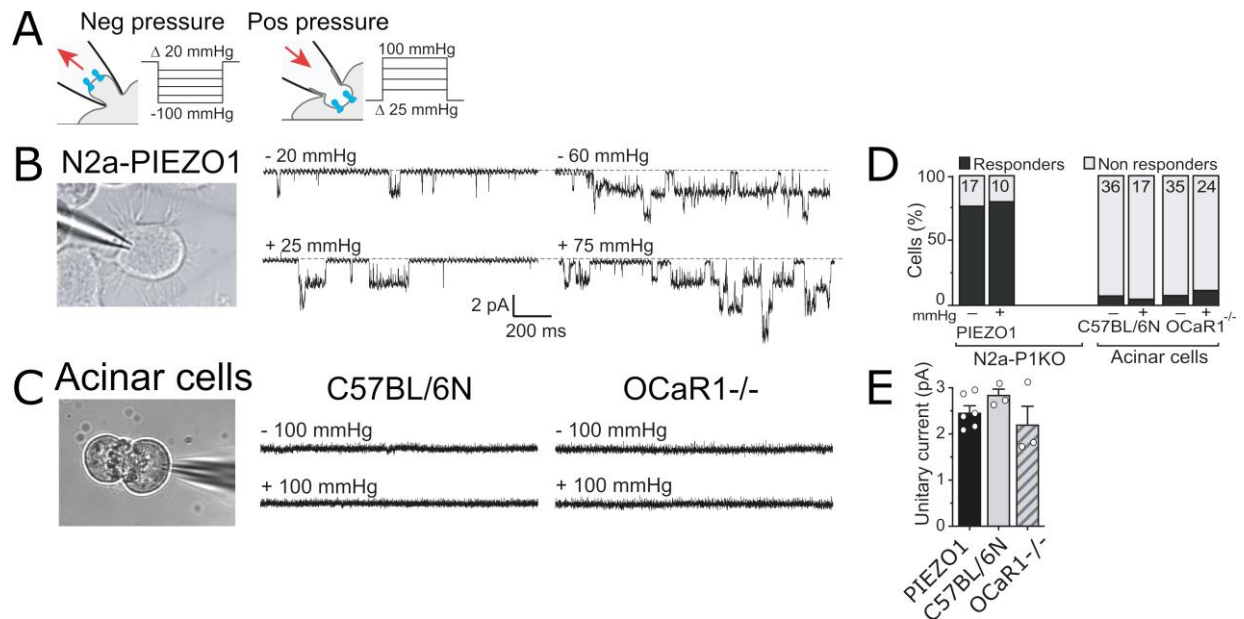 A
Neg pressure
Pos pressure
Δ 20 mmHg
-100 mmHg
100 mmHg
Δ 25 mmHg
B
N2a-PIEZO1
- 20 mmHg
- 60 mmHg
+ 25 mmHg
+ 75 mmHg
2 pA
200 ms
C
Acinar cells
C57BL/6N
OCaR1-/-
- 100 mmHg
- 100 mmHg
+ 100 mmHg
+ 100 mmHg
D
Responders
Non responders
Cells (%)
100
50
0
17
10
36
17
35
24
mmHg
− + − + − +
PIEZO1
C57BL/6N OCaR1-/-
N2a-P1KO
Acinar cells
E
Unitary current (pA)
3
2
1
0
PIEZO1
C57BL/6N
OCaR1-/-